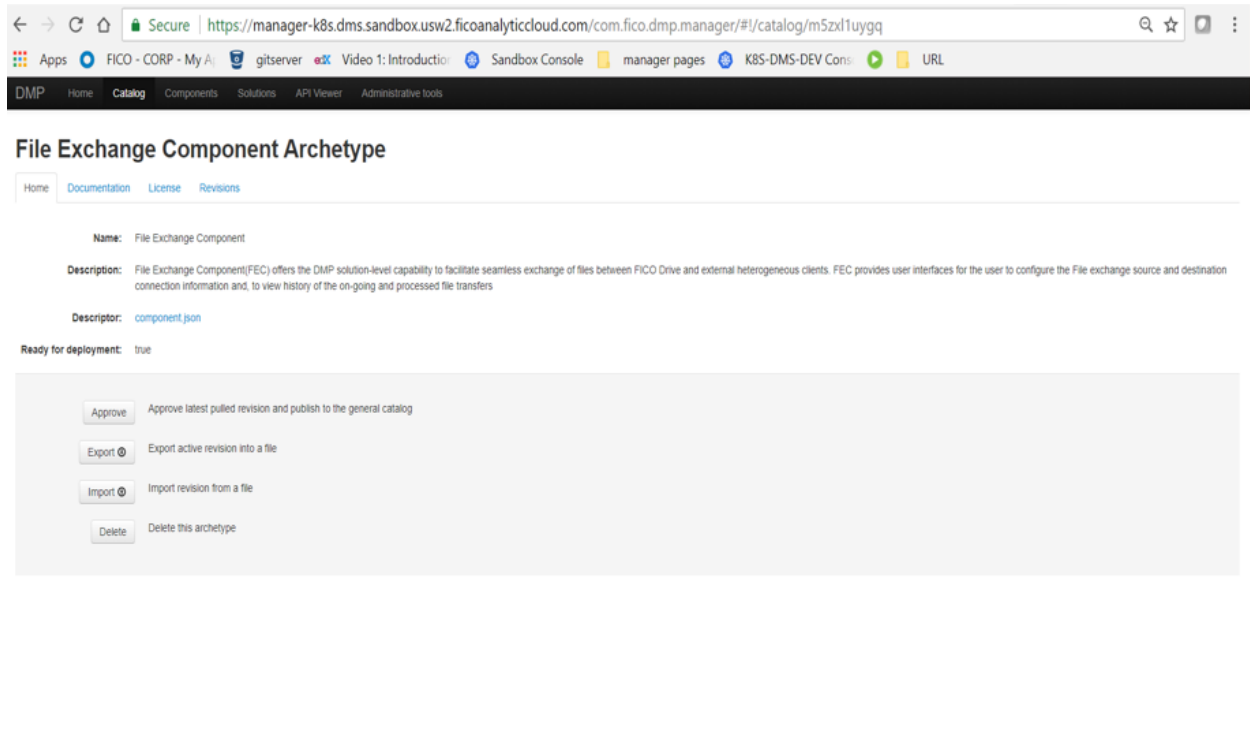 Secure | https://manager-k8s.dms.sandbox.usw2.ficoanalyticcloud.com/com.fico.dmp.manager/#!/catalog/m5zxl1uygq
Apps FICO - CORP - My A gitserver edX Video 1: Introduction Sandbox Console manager pages K8S-DMS-DEV Cons URL
DMP Home Catalog Components Solutions API Viewer Administrative tools
File Exchange Component Archetype
Home Documentation License Revisions
Name: File Exchange Component
Description: File Exchange Component(FEC) offers the DMP solution-level capability to facilitate seamless exchange of files between FICO Drive and external heterogeneous clients. FEC provides user interfaces for the user to configure the File exchange source and destination
connection information and, to view history of the on-going and processed file transfers
Descriptor: component.json
Ready for deployment: true
Approve Approve latest pulled revision and publish to the general catalog
Export Export active revision into a file
Import Import revision from a file
Delete Delete this archetype